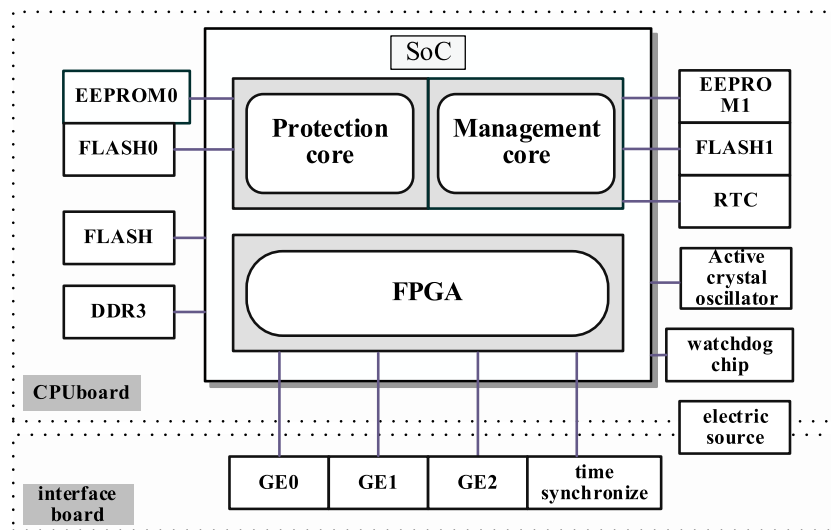 SoC
EEPROM0
FLASH0
Protection
core
Management
core
EEPRO
M1
FLASH1
RTC
FLASH
DDR3
FPGA
Active
crystal
oscillator
watchdog
chip
CPUboard
electric
source
GE0
GE1
GE2
time
synchronize
interface
board